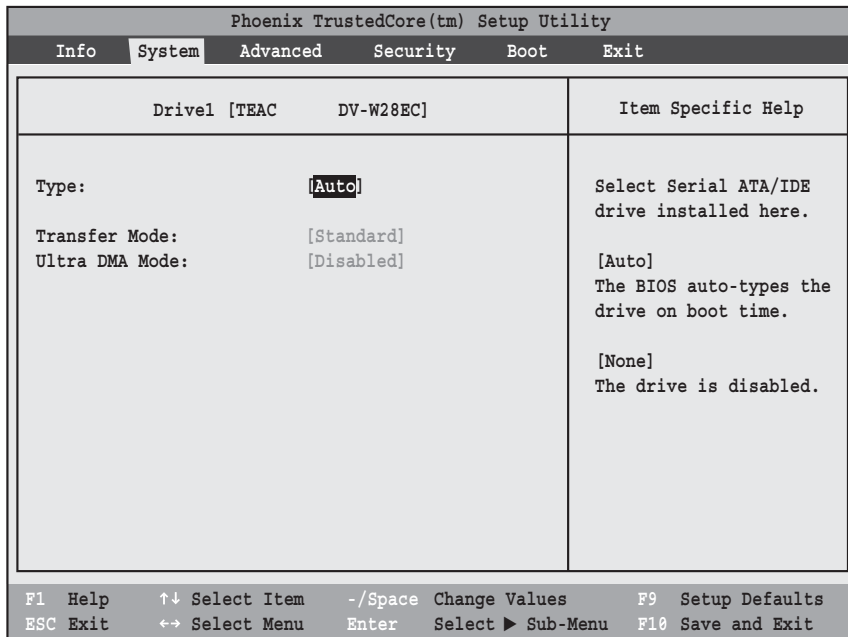 Phoenix TrustedCore(tm) Setup Utility
Info System Advanced Security Boot Exit
Drive1 [TEAC DV-W28EC]
Item Specific Help
Type: [Auto]
Transfer Mode: [Standard]
Ultra DMA Mode: [Disabled]
Select Serial ATA/IDE
drive installed here.
[Auto]
The BIOS auto-types the
drive on boot time.
[None]
The drive is disabled.
F1 Help ↑↓ Select Item -/Space Change Values F9 Setup Defaults
ESC Exit ←→ Select Menu Enter Select ▶ Sub-Menu F10 Save and Exit